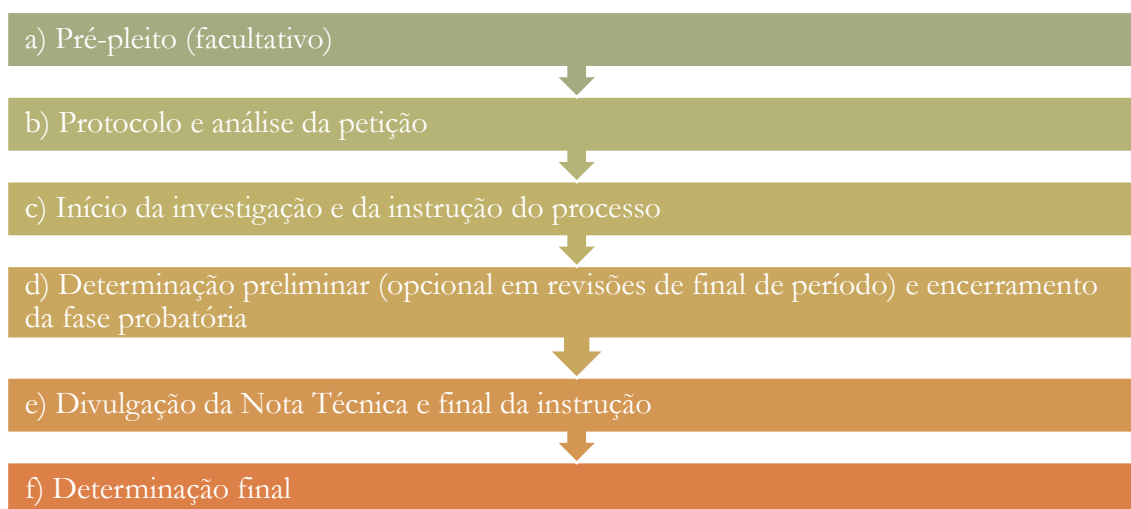 a) Pré-pleito (facultativo)
b) Protocolo e análise da petição
c) Início da investigação e da instrução do processo
d) Determinação preliminar (opcional em revisões de final de período) e encerramento
da fase probatória
e) Divulgação da Nota Técnica e final da instrução
f) Determinação final